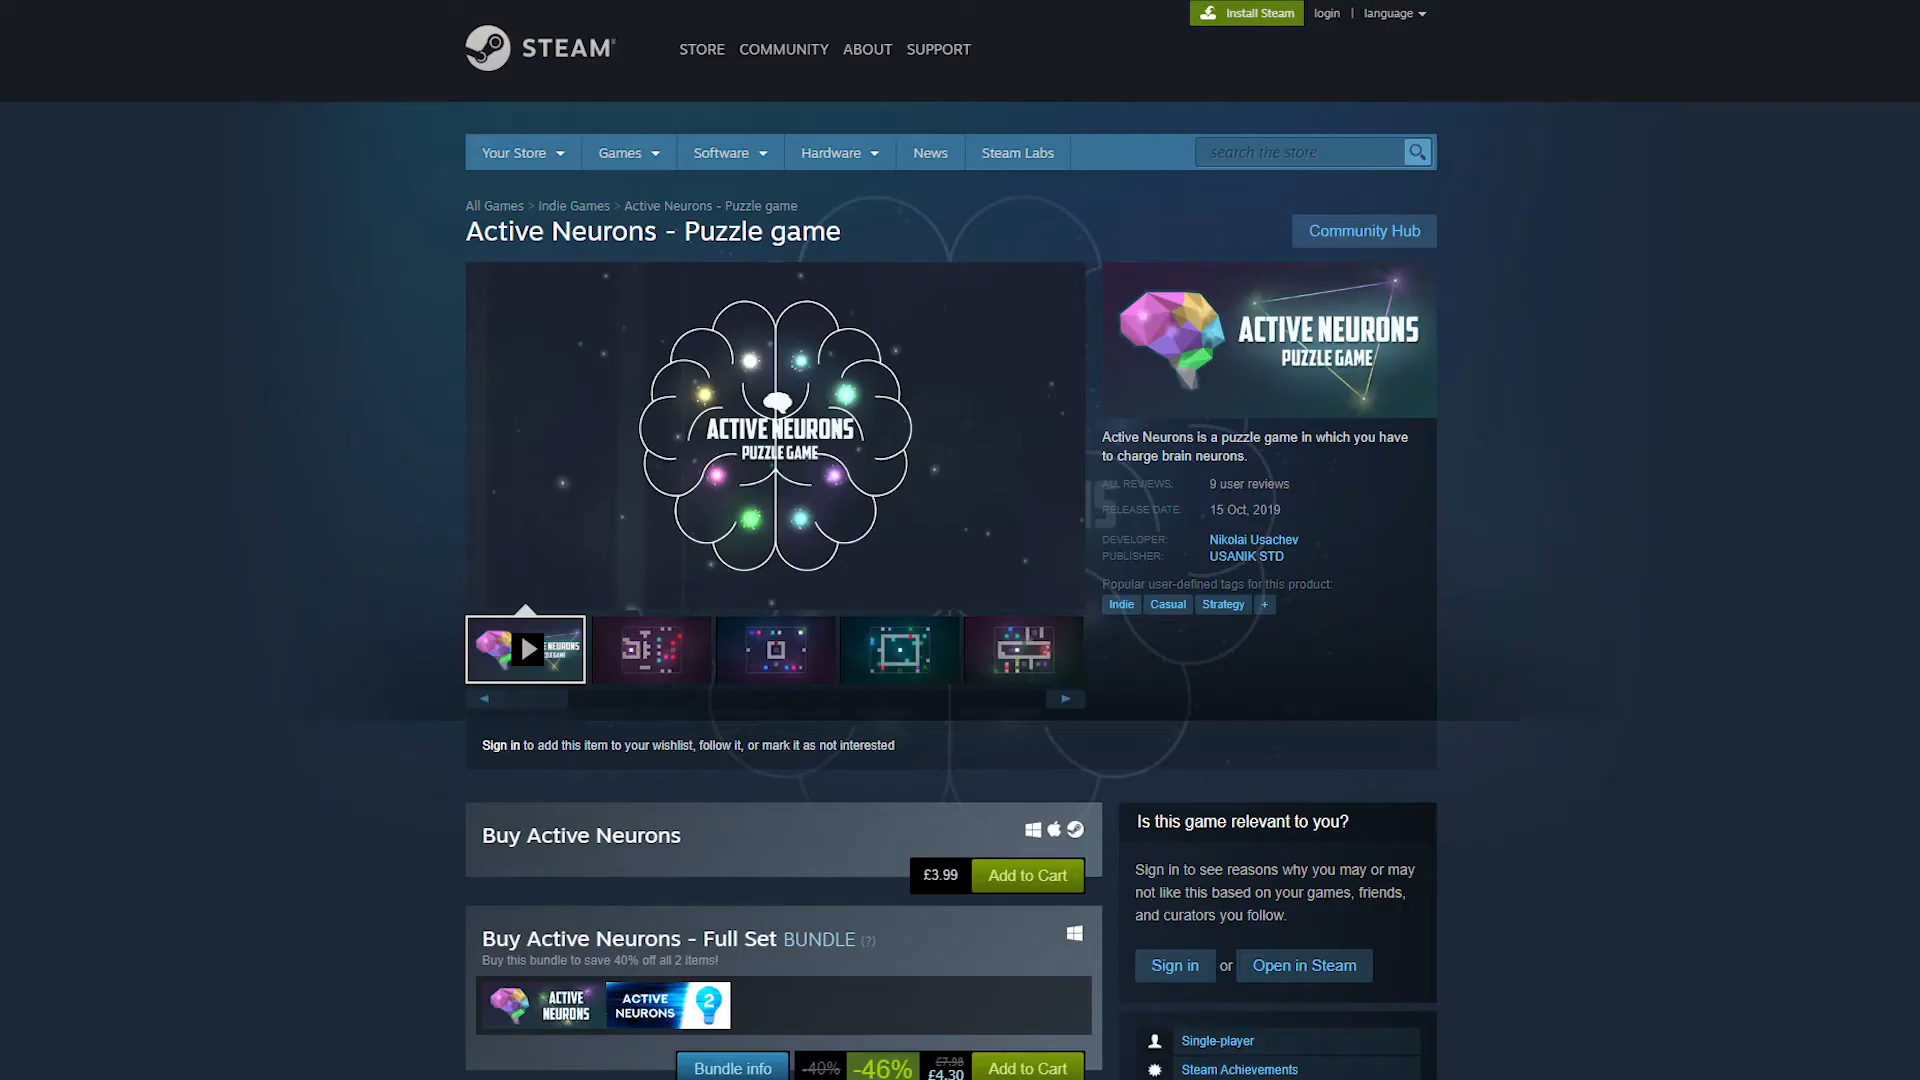 Install Steam
login | language
STEAM
STORE COMMUNITY ABOUT SUPPORT
Your Store Games Software Hardware News Steam Labs search the store
All Games > Indie Games > Active Neurons - Puzzle game
Active Neurons - Puzzle game
Community Hub
ACTIVE NEURONS
PUZZLE GAME
ACTIVE NEURONS
PUZZLE GAME
Active Neurons is a puzzle game in which you have
to charge brain neurons.
ALL REVIEWS: 9 user reviews
RELEASE DATE: 15 Oct, 2019
DEVELOPER: Nikolai Usachev
PUBLISHER: USANIK STD
Popular user-defined tags for this product:
Indie Casual Strategy +
Sign in to add this item to your wishlist, follow it, or mark it as not interested
Buy Active Neurons
£3.99 Add to Cart
Buy Active Neurons - Full Set BUNDLE (?)
Buy this bundle to save 40% off all 2 items!
ACTIVE
NEURONS
ACTIVE
NEURONS
2
Bundle info -40% -46% £7.98 £4.30 Add to Cart
Is this game relevant to you?
Sign in to see reasons why you may or may
not like this based on your games, friends,
and curators you follow.
Sign in or Open in Steam
Single-player
Steam Achievements